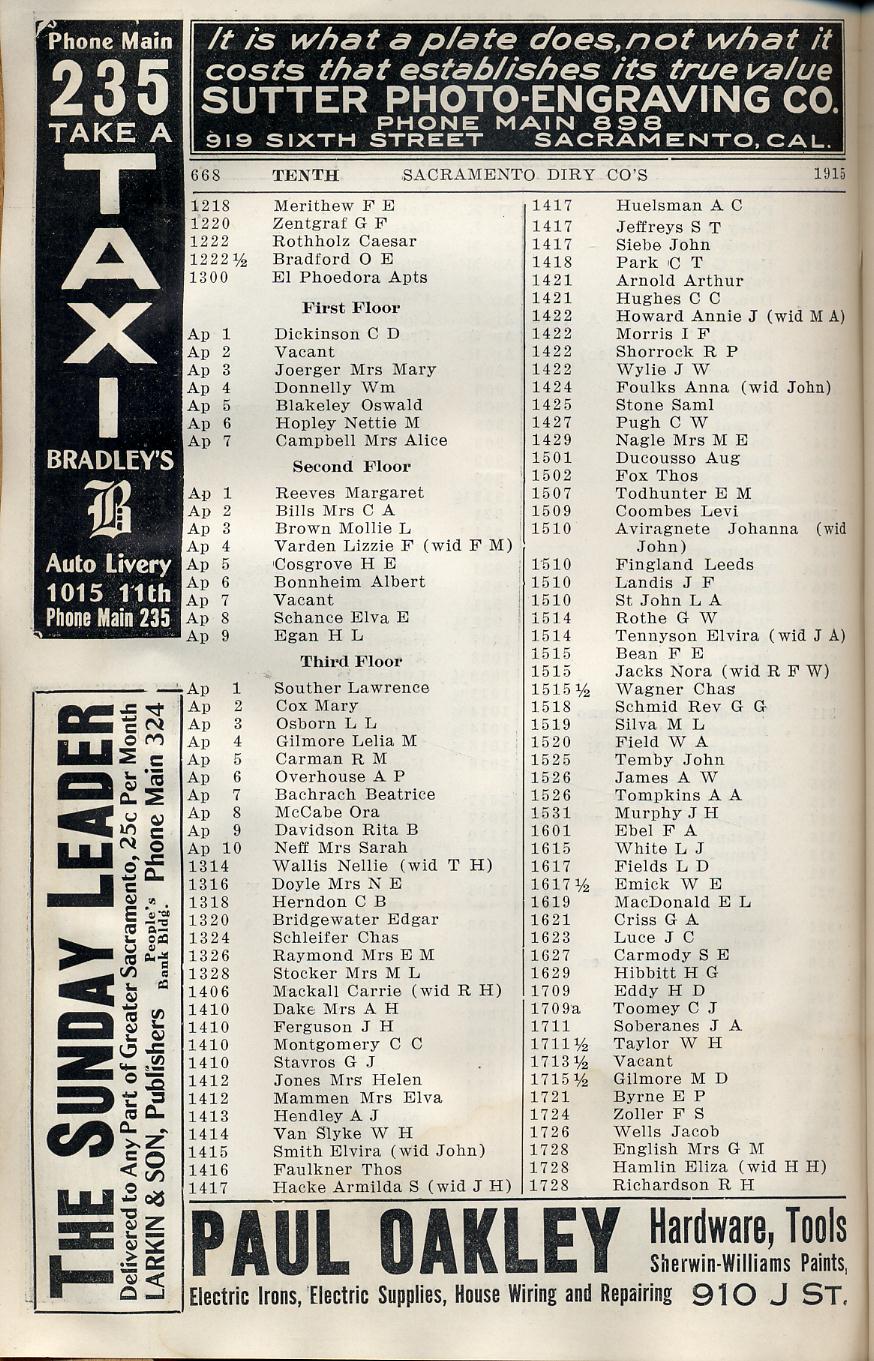 Phone Main
235
TAKE A
TAXI
BRADLEY'S
B
Auto Livery
1015 11th
Phone Main 235
THE SUNDAY LEADER
Delivered to Any Part of Greater Sacramento, 25c Per Month
LARKIN & SON, Publishers People's Bank Bldg. Phone Main 324
It is what a plate does, not what it
costs that establishes its true value
SUTTER PHOTO-ENGRAVING CO.
PHONE MAIN 898
919 SIXTH STREET SACRAMENTO, CAL.
668 TENTH SACRAMENTO DIRY CO'S 1915
1218 Merithew F E
1220 Zentgraf G F
1222 Rothholz Caesar
1222½ Bradford O E
1300 El Phoedora Apts
First Floor
Ap 1 Dickinson C D
Ap 2 Vacant
Ap 3 Joerger Mrs Mary
Ap 4 Donnelly Wm
Ap 5 Blakeley Oswald
Ap 6 Hopley Nettie M
Ap 7 Campbell Mrs Alice
Second Floor
Ap 1 Reeves Margaret
Ap 2 Bills Mrs C A
Ap 3 Brown Mollie L
Ap 4 Varden Lizzie F (wid F M)
Ap 5 Cosgrove H E
Ap 6 Bonnheim Albert
Ap 7 Vacant
Ap 8 Schance Elva E
Ap 9 Egan H L
Third Floor
Ap 1 Souther Lawrence
Ap 2 Cox Mary
Ap 3 Osborn L L
Ap 4 Gilmore Lelia M
Ap 5 Carman R M
Ap 6 Overhouse A P
Ap 7 Bachrach Beatrice
Ap 8 McCabe Ora
Ap 9 Davidson Rita B
Ap 10 Neff Mrs Sarah
1314 Wallis Nellie (wid T H)
1316 Doyle Mrs N E
1318 Herndon C B
1320 Bridgewater Edgar
1324 Schleifer Chas
1326 Raymond Mrs E M
1328 Stocker Mrs M L
1406 Mackall Carrie (wid R H)
1410 Dake Mrs A H
1410 Ferguson J H
1410 Montgomery C C
1410 Stavros G J
1412 Jones Mrs Helen
1412 Mammen Mrs Elva
1413 Hendley A J
1414 Van Slyke W H
1415 Smith Elvira (wid John)
1416 Faulkner Thos
1417 Hacke Armilda S (wid J H)
1417 Huelsman A C
1417 Jeffreys S T
1417 Siebe John
1418 Park C T
1421 Arnold Arthur
1421 Hughes C C
1422 Howard Annie J (wid M A)
1422 Morris I F
1422 Shorrock R P
1422 Wylie J W
1424 Foulks Anna (wid John)
1425 Stone Saml
1427 Pugh C W
1429 Nagle Mrs M E
1501 Ducousso Aug
1502 Fox Thos
1507 Todhunter E M
1509 Coombes Levi
1510 Aviragnete Johanna (wid
John)
1510 Fingland Leeds
1510 Landis J F
1510 St John L A
1514 Rothe G W
1514 Tennyson Elvira (wid J A)
1515 Bean F E
1515 Jacks Nora (wid R F W)
1515½ Wagner Chas
1518 Schmid Rev G G
1519 Silva M L
1520 Field W A
1525 Temby John
1526 James A W
1526 Tompkins A A
1531 Murphy J H
1601 Ebel F A
1615 White L J
1617 Fields L D
1617½ Emick W E
1619 MacDonald E L
1621 Criss G A
1623 Luce J C
1627 Carmody S E
1629 Hibbitt H G
1709 Eddy H D
1709a Toomey C J
1711 Soberanes J A
1711½ Taylor W H
1713½ Vacant
1715½ Gilmore M D
1721 Byrne E P
1724 Zoller F S
1726 Wells Jacob
1728 English Mrs G M
1728 Hamlin Eliza (wid H H)
1728 Richardson R H
PAUL OAKLEY Hardware, Tools
Sherwin-Williams Paints,
Electric Irons, Electric Supplies, House Wiring and Repairing 910 J ST.